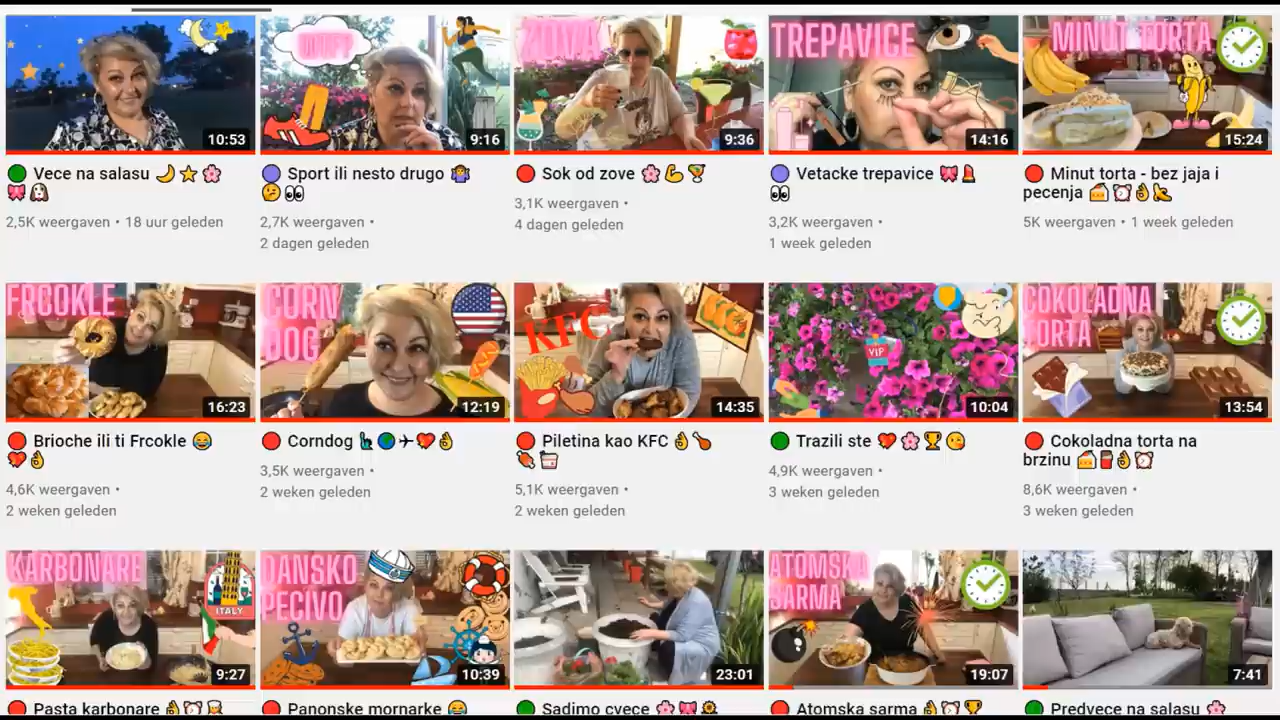 TREPAVICE
MINUT TORTA
ZOVA
10:53
9:16
9:36
14:16
15:24
Vece na salasu
Sport ili nesto drugo
Sok od zove
Vetacke trepavice
Minut torta - bez jaja i
pecenja
2,5K weergaven • 18 uur geleden
2,7K weergaven •
2 dagen geleden
3,1K weergaven •
4 dagen geleden
3,2K weergaven •
1 week geleden
5K weergaven • 1 week geleden
FRCOKLE
CORN
DOG
KFC
VIP
COKOLADNA
TORTA
16:23
12:19
14:35
10:04
13:54
Brioche ili ti Frcokle
Corndog
Piletina kao KFC
Trazili ste
Cokoladna torta na
brzinu
4,6K weergaven •
2 weken geleden
3,5K weergaven •
2 weken geleden
5,1K weergaven •
2 weken geleden
4,9K weergaven •
3 weken geleden
8,6K weergaven •
3 weken geleden
KARBONARE
ITALY
DANSKO
PECIVO
ATOMSKA
SARMA
9:27
10:39
23:01
19:07
7:41
Pasta karbonare
Panonske mornarke
Sadimo cvece
Atomska sarma
Predvece na salasu